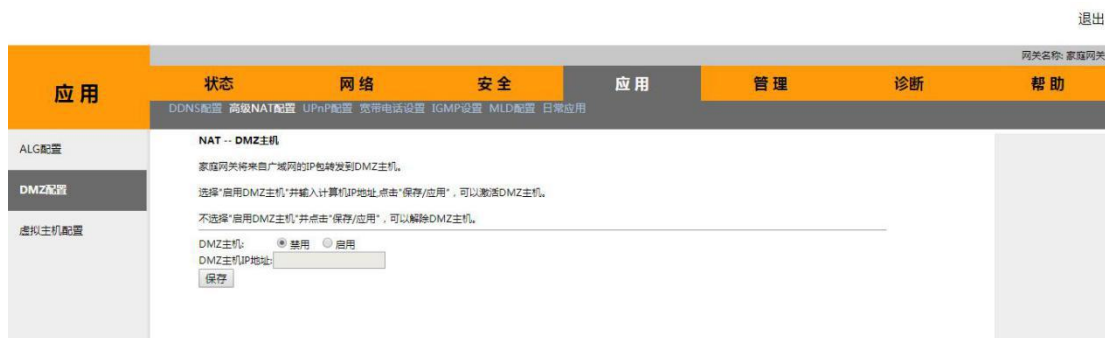 退出
网关名称: 家庭网关
应用
状态 网络 安全 应用 管理 诊断 帮助
DDNS配置 高级NAT配置 UPnP配置 宽带电话设置 IGMP设置 MLD配置 日常应用
ALG配置
DMZ配置
虚拟主机配置
NAT -- DMZ主机
家庭网关将来自广域网的IP包转发到DMZ主机。
选择"启用DMZ主机"并输入计算机IP地址,点击"保存/应用"，可以激活DMZ主机。
不选择"启用DMZ主机"并点击"保存/应用"，可以解除DMZ主机。
DMZ主机: 禁用 启用
DMZ主机IP地址:
保存